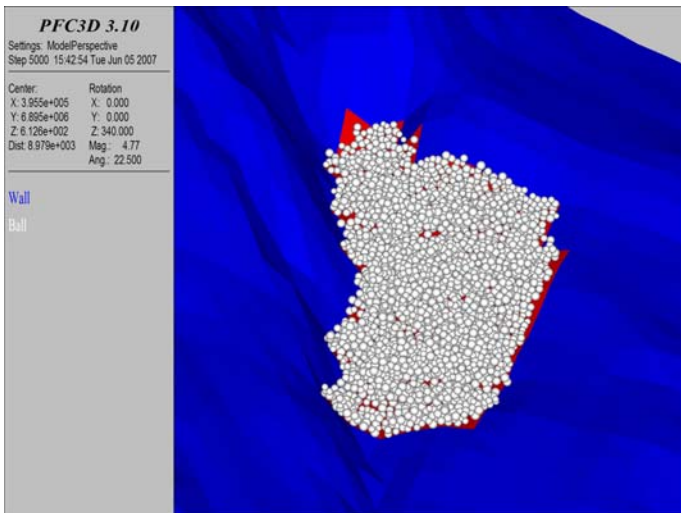 PFC3D 3.10
Settings: ModelPerspective
Step 5000 15:42:54 Tue Jun 05 2007
Center: Rotation
X: 3.955e+005 X: 0.000
Y: 6.895e+006 Y: 0.000
Z: 6.126e+002 Z: 340.000
Dist: 8.979e+003 Mag.: 4.77
Ang.: 22.500
Wall
Ball